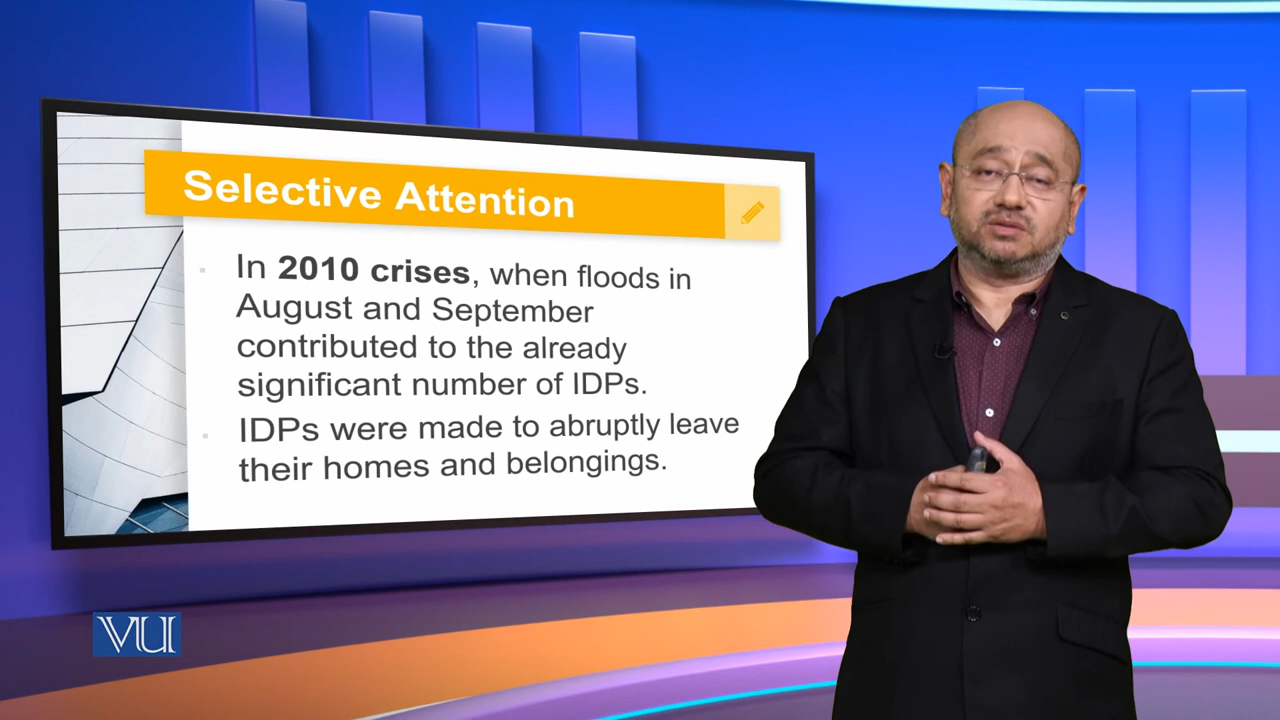 Selective Attention
In 2010 crises, when floods in
August and September
contributed to the already
significant number of IDPs.
IDPs were made to abruptly leave
their homes and belongings.
VU